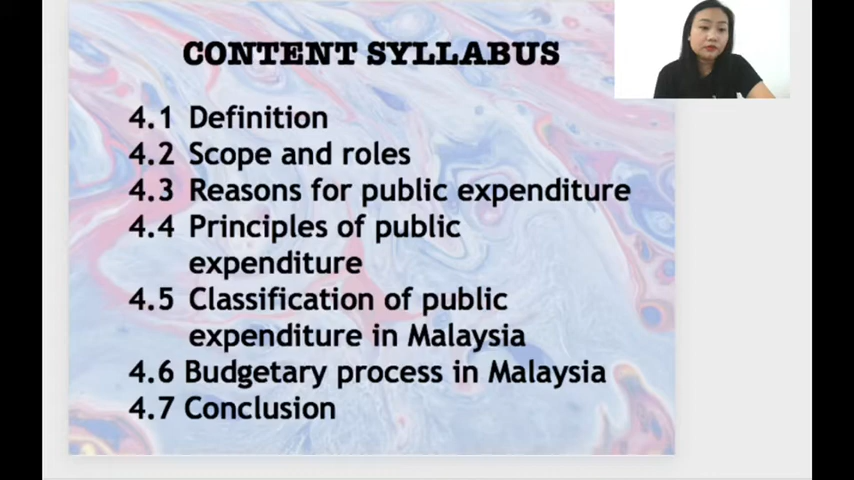 CONTENT SYLLABUS
4.1 Definition
4.2 Scope and roles
4.3 Reasons for public expenditure
4.4 Principles of public
expenditure
4.5 Classification of public
expenditure in Malaysia
4.6 Budgetary process in Malaysia
4.7 Conclusion